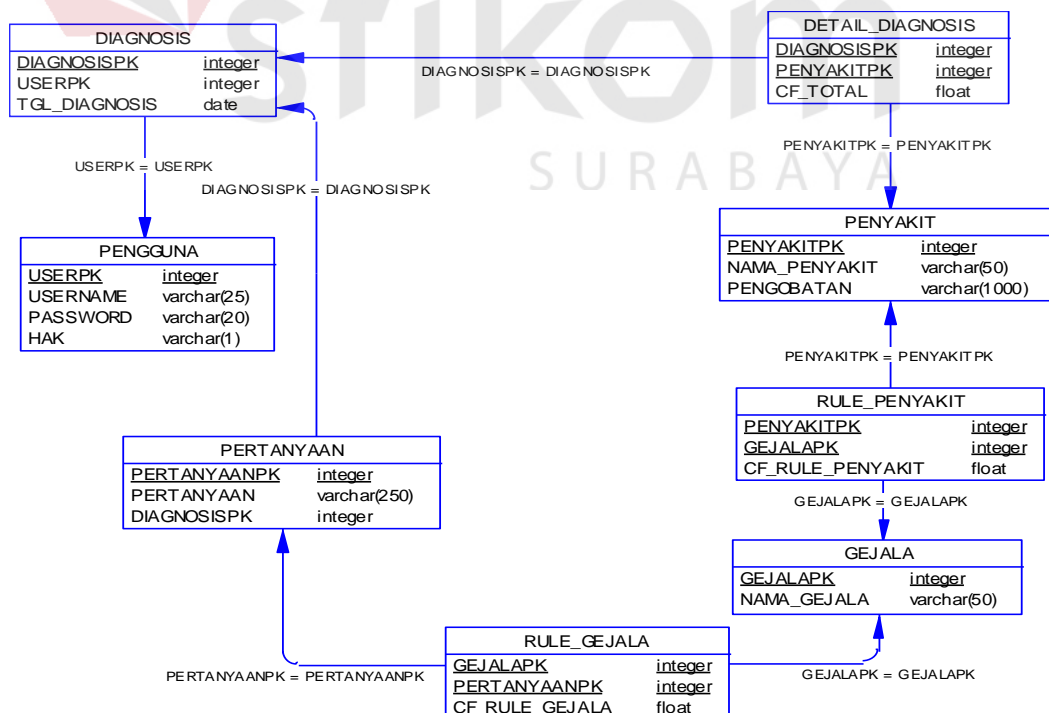 stikom
SURABAYA
DIAGNOSIS
DIAGNOSISPK integer
USERPK integer
TGL_DIAGNOSIS date
DETAIL_DIAGNOSIS
DIAGNOSISPK integer
PENYAKITPK integer
CF_TOTAL float
DIAGNOSISPK = DIAGNOSISPK
PENYAKITPK = PENYAKITPK
USERPK = USERPK
DIAGNOSISPK = DIAGNOSISPK
PENGGUNA
USERPK integer
USERNAME varchar(25)
PASSWORD varchar(20)
HAK varchar(1)
PENYAKIT
PENYAKITPK integer
NAMA_PENYAKIT varchar(50)
PENGOBATAN varchar(1000)
PENYAKITPK = PENYAKITPK
RULE_PENYAKIT
PENYAKITPK integer
GEJALAPK integer
CF_RULE_PENYAKIT float
PERTANYAAN
PERTANYAANPK integer
PERTANYAAN varchar(250)
DIAGNOSISPK integer
GEJALAPK = GEJALAPK
GEJALA
GEJALAPK integer
NAMA_GEJALA varchar(50)
RULE_GEJALA
GEJALAPK integer
PERTANYAANPK integer
CF_RULE_GEJALA float
PERTANYAANPK = PERTANYAANPK
GEJALAPK = GEJALAPK